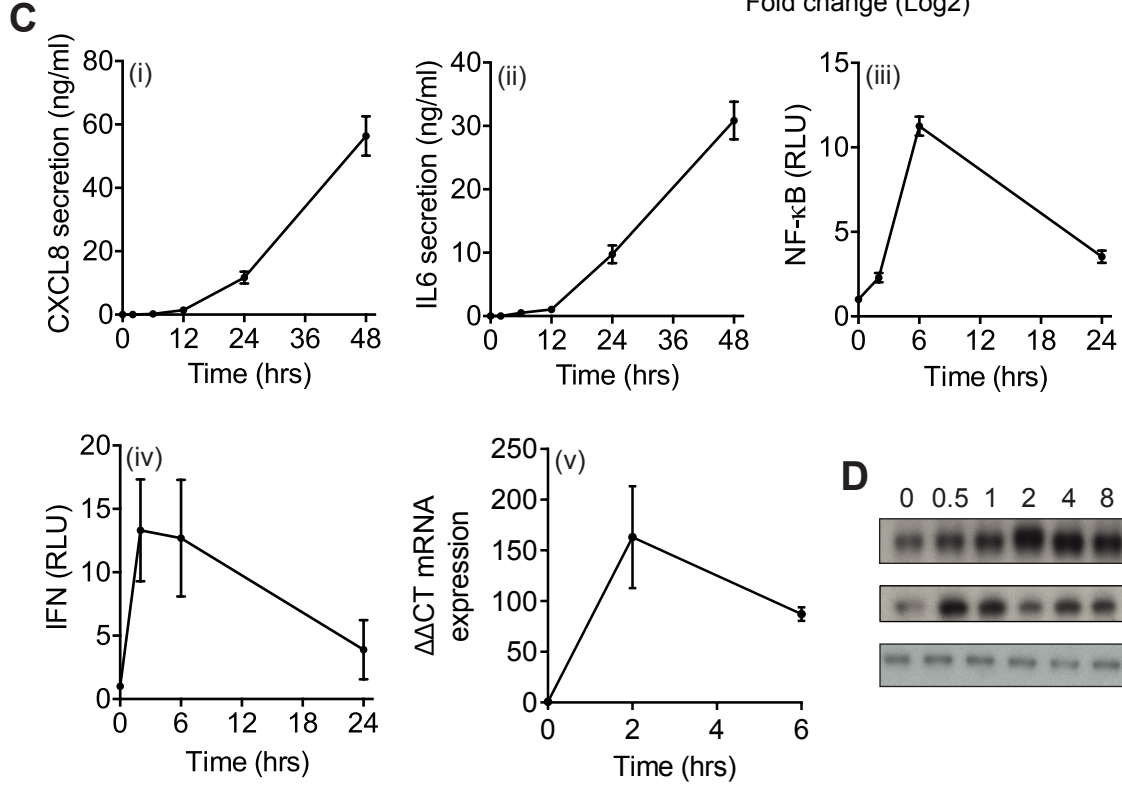 Fold change (Log2)
C
(i)
CXCL8 secretion (ng/ml)
80
60
40
20
0
0 12 24 36 48
Time (hrs)
(ii)
IL6 secretion (ng/ml)
40
30
20
10
0
0 12 24 36 48
Time (hrs)
(iii)
NF-κB (RLU)
15
10
5
0
0 6 12 18 24
Time (hrs)
(iv)
IFN (RLU)
20
15
10
5
0
0 6 12 18 24
Time (hrs)
(v)
ΔΔCT mRNA
expression
250
200
150
100
50
0
0 2 4 6
Time (hrs)
D
0 0.5 1 2 4 8